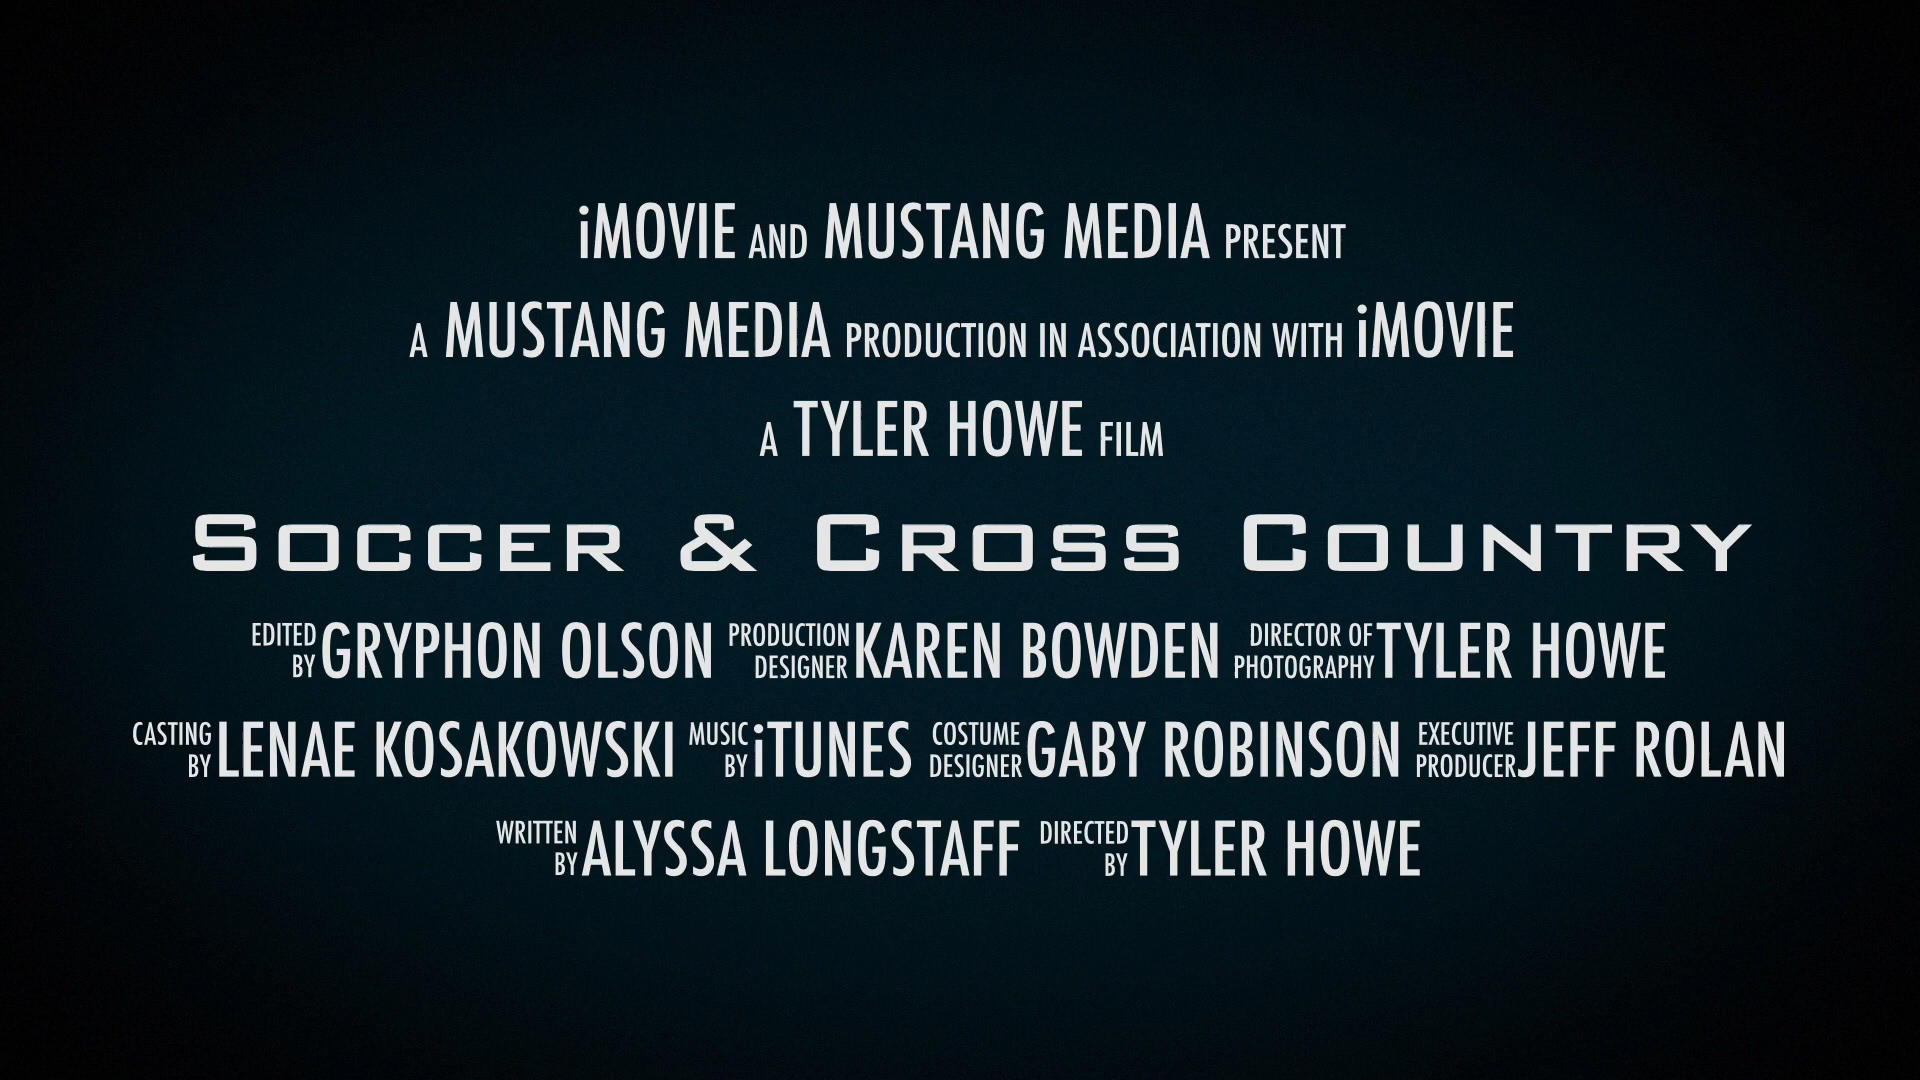 iMOVIE AND MUSTANG MEDIA PRESENT
A MUSTANG MEDIA PRODUCTION IN ASSOCIATION WITH iMOVIE
A TYLER HOWE FILM
SOCCER & CROSS COUNTRY
EDITED BY GRYPHON OLSON PRODUCTION DESIGNER KAREN BOWDEN DIRECTOR OF PHOTOGRAPHY TYLER HOWE
CASTING BY LENAE KOSAKOWSKI MUSIC BY iTUNES COSTUME DESIGNER GABY ROBINSON EXECUTIVE PRODUCER JEFF ROLAN
WRITTEN BY ALYSSA LONGSTAFF DIRECTED BY TYLER HOWE